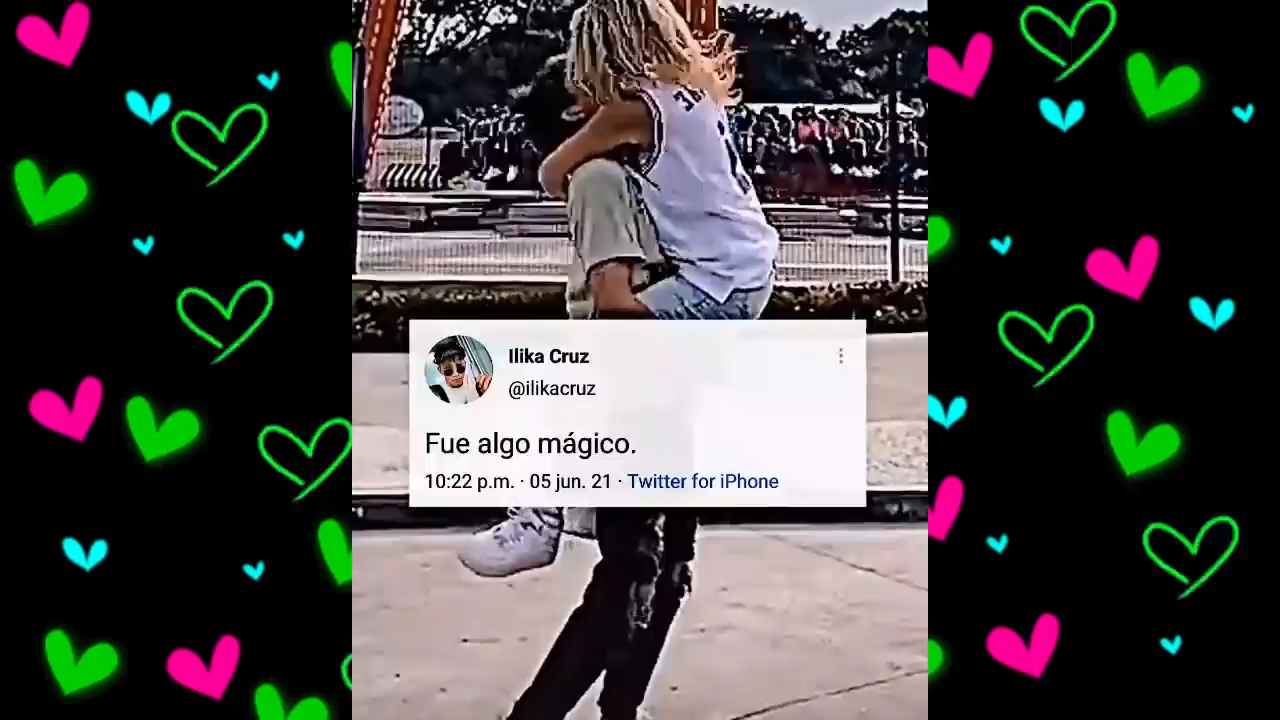 Ilika Cruz
@ilikacruz
Fue algo mágico.
10:22 p.m. · 05 jun. 21 · Twitter for iPhone